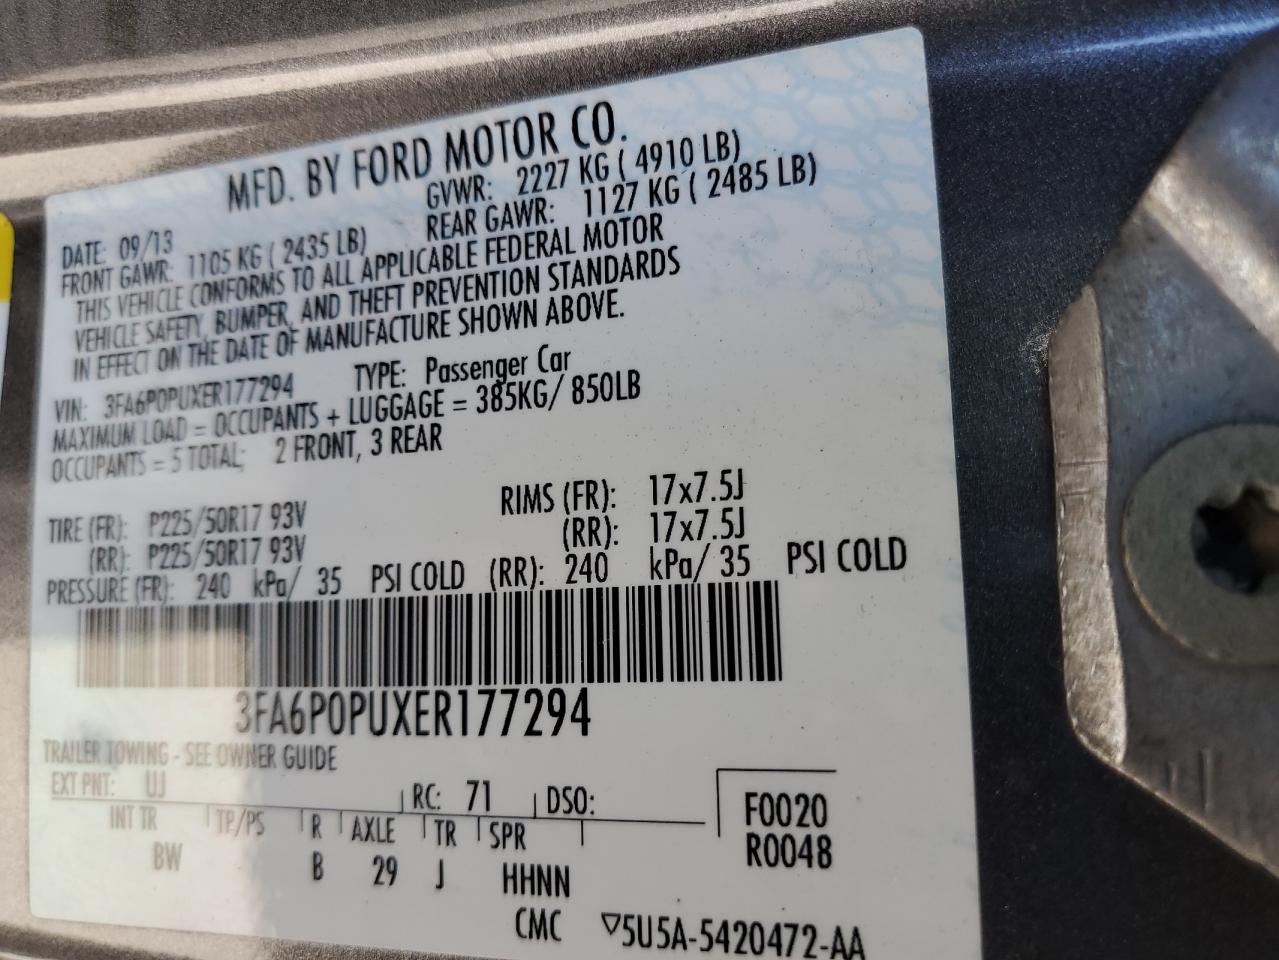 MFD. BY FORD MOTOR CO.
DATE: 09/13 GVWR: 2227 KG ( 4910 LB)
FRONT GAWR: 1105 KG ( 2435 LB) REAR GAWR: 1127 KG ( 2485 LB)
THIS VEHICLE CONFORMS TO ALL APPLICABLE FEDERAL MOTOR
VEHICLE SAFETY, BUMPER, AND THEFT PREVENTION STANDARDS
IN EFFECT ON THE DATE OF MANUFACTURE SHOWN ABOVE.
VIN: 3FA6P0PUXER177294 TYPE: Passenger Car
MAXIMUM LOAD = OCCUPANTS + LUGGAGE = 385KG/ 850LB
OCCUPANTS = 5 TOTAL; 2 FRONT, 3 REAR
TIRE (FR): P225/50R17 93V RIMS (FR): 17x7.5J
(RR): P225/50R17 93V (RR): 17x7.5J
PRESSURE (FR): 240 kPa/ 35 PSI COLD (RR): 240 kPa/ 35 PSI COLD
3FA6P0PUXER177294
TRAILER TOWING - SEE OWNER GUIDE
EXT PNT: UJ RC: 71 DSO: F0020
INT TR TP/PS R AXLE TR SPR R0048
BW B 29 J HHNN
CMC ▽5U5A-5420472-AA